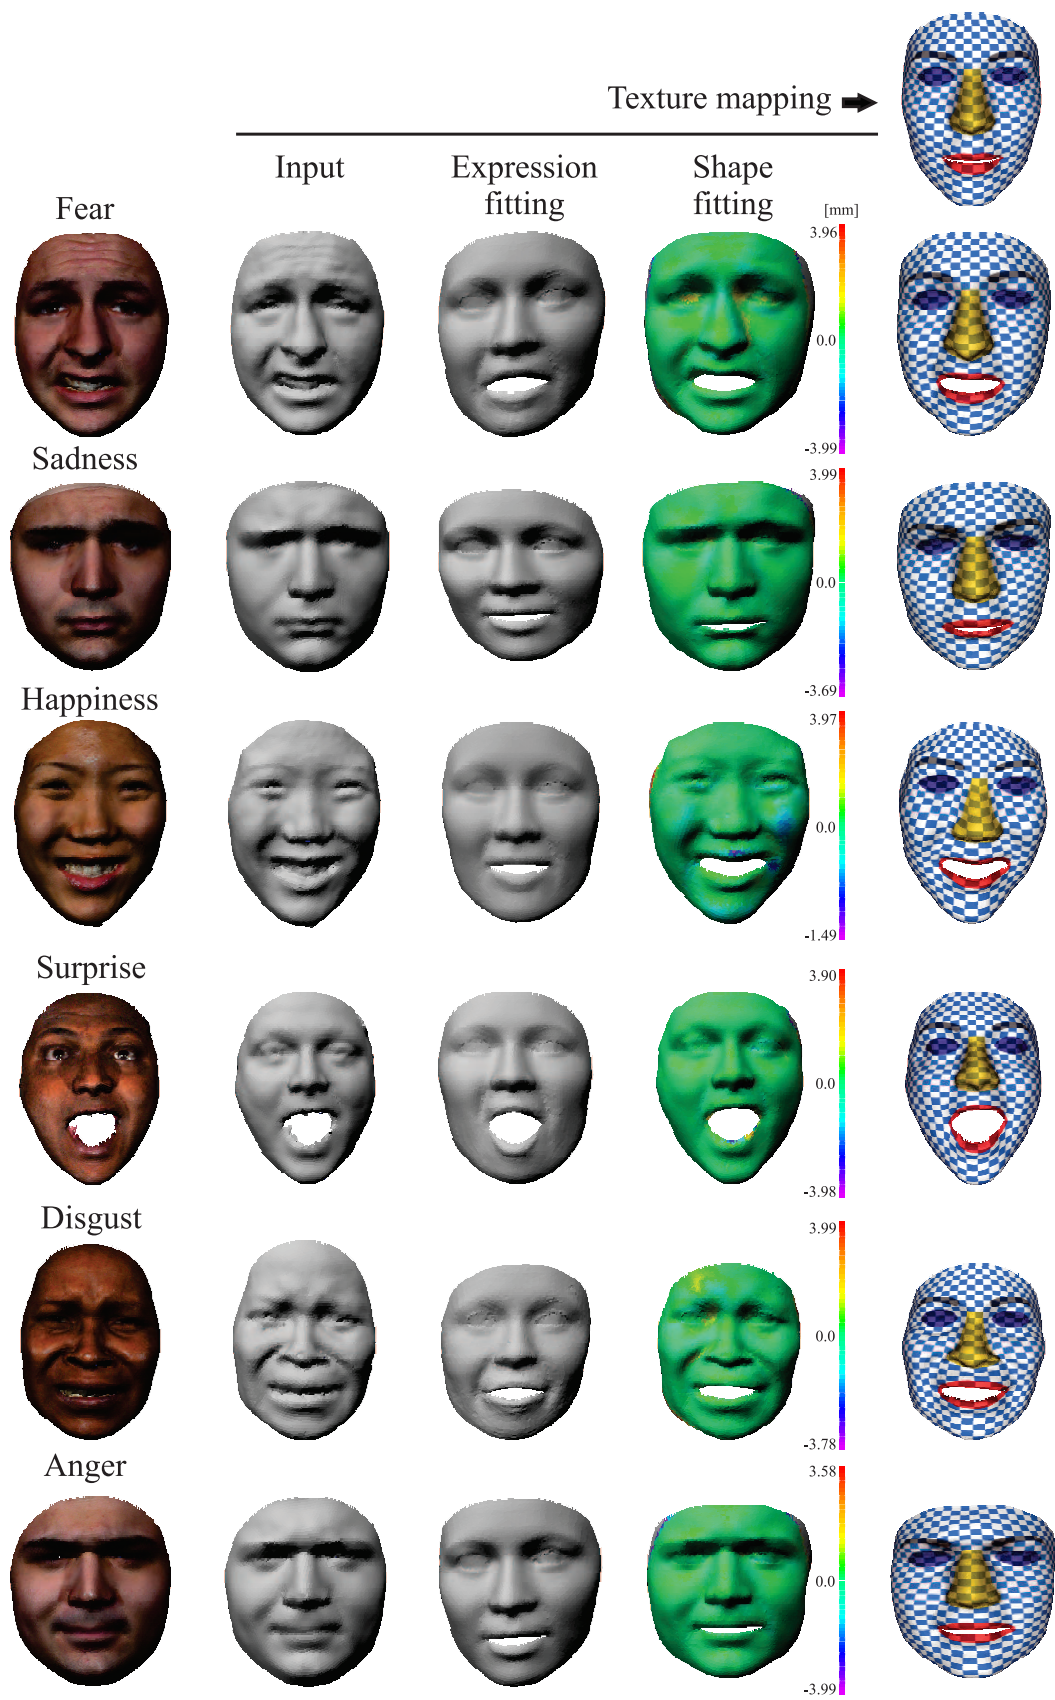 Texture mapping
Input
Expression
fitting
Shape
fitting
[mm]
Fear
3.96
0.0
-3.99
Sadness
3.99
0.0
-3.69
Happiness
3.97
0.0
-1.49
Surprise
3.90
0.0
-3.98
Disgust
3.99
0.0
-3.78
Anger
3.58
0.0
-3.99